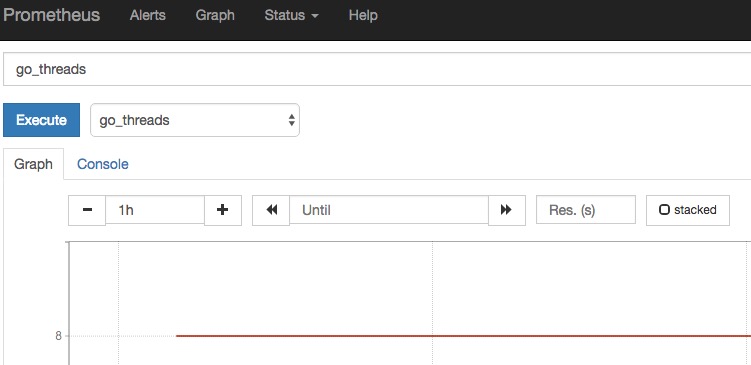 Prometheus Alerts Graph Status Help
go_threads
Execute go_threads
Graph Console
1h Until Res. (s) stacked
8